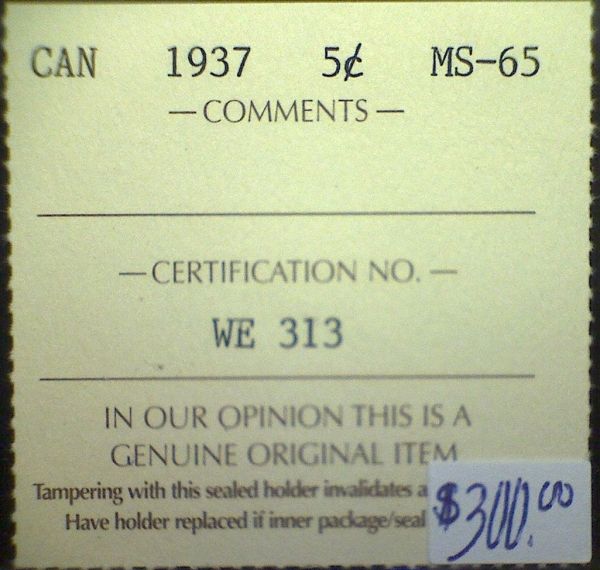 CAN 1937 5¢ MS-65
— COMMENTS —
— CERTIFICATION NO. —
WE 313
IN OUR OPINION THIS IS A
GENUINE ORIGINAL ITEM
Tampering with this sealed holder invalidates
Have holder replaced if inner package/seal
$300.00